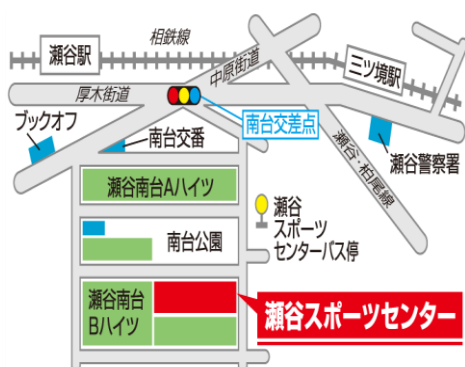 相鉄線
瀬谷駅
中原街道
三ツ境駅
厚木街道
ブックオフ
南台交番
南台交差点
瀬谷・柏尾線
瀬谷警察署
瀬谷南台Aハイツ
瀬谷
スポーツ
センターバス停
南台公園
瀬谷南台
Bハイツ
瀬谷スポーツセンター